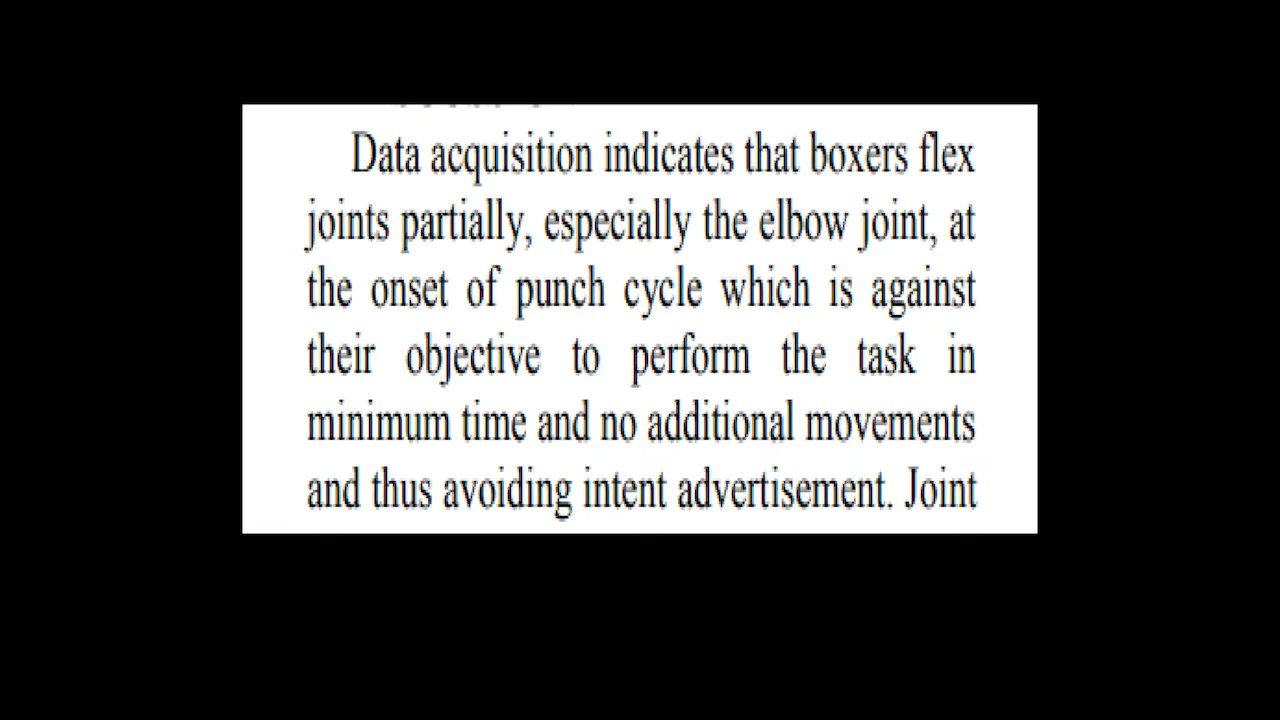 Data acquisition indicates that boxers flex
joints partially, especially the elbow joint, at
the onset of punch cycle which is against
their objective to perform the task in
minimum time and no additional movements
and thus avoiding intent advertisement. Joint